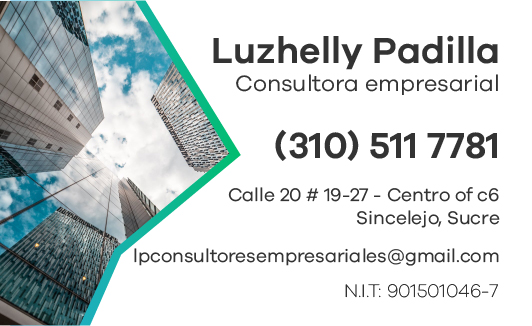 Luzhelly Padilla
Consultora empresarial
(310) 511 7781
Calle 20 # 19-27 - Centro of c6
Sincelejo, Sucre
lpconsultoresempresariales@gmail.com
N.I.T: 901501046-7